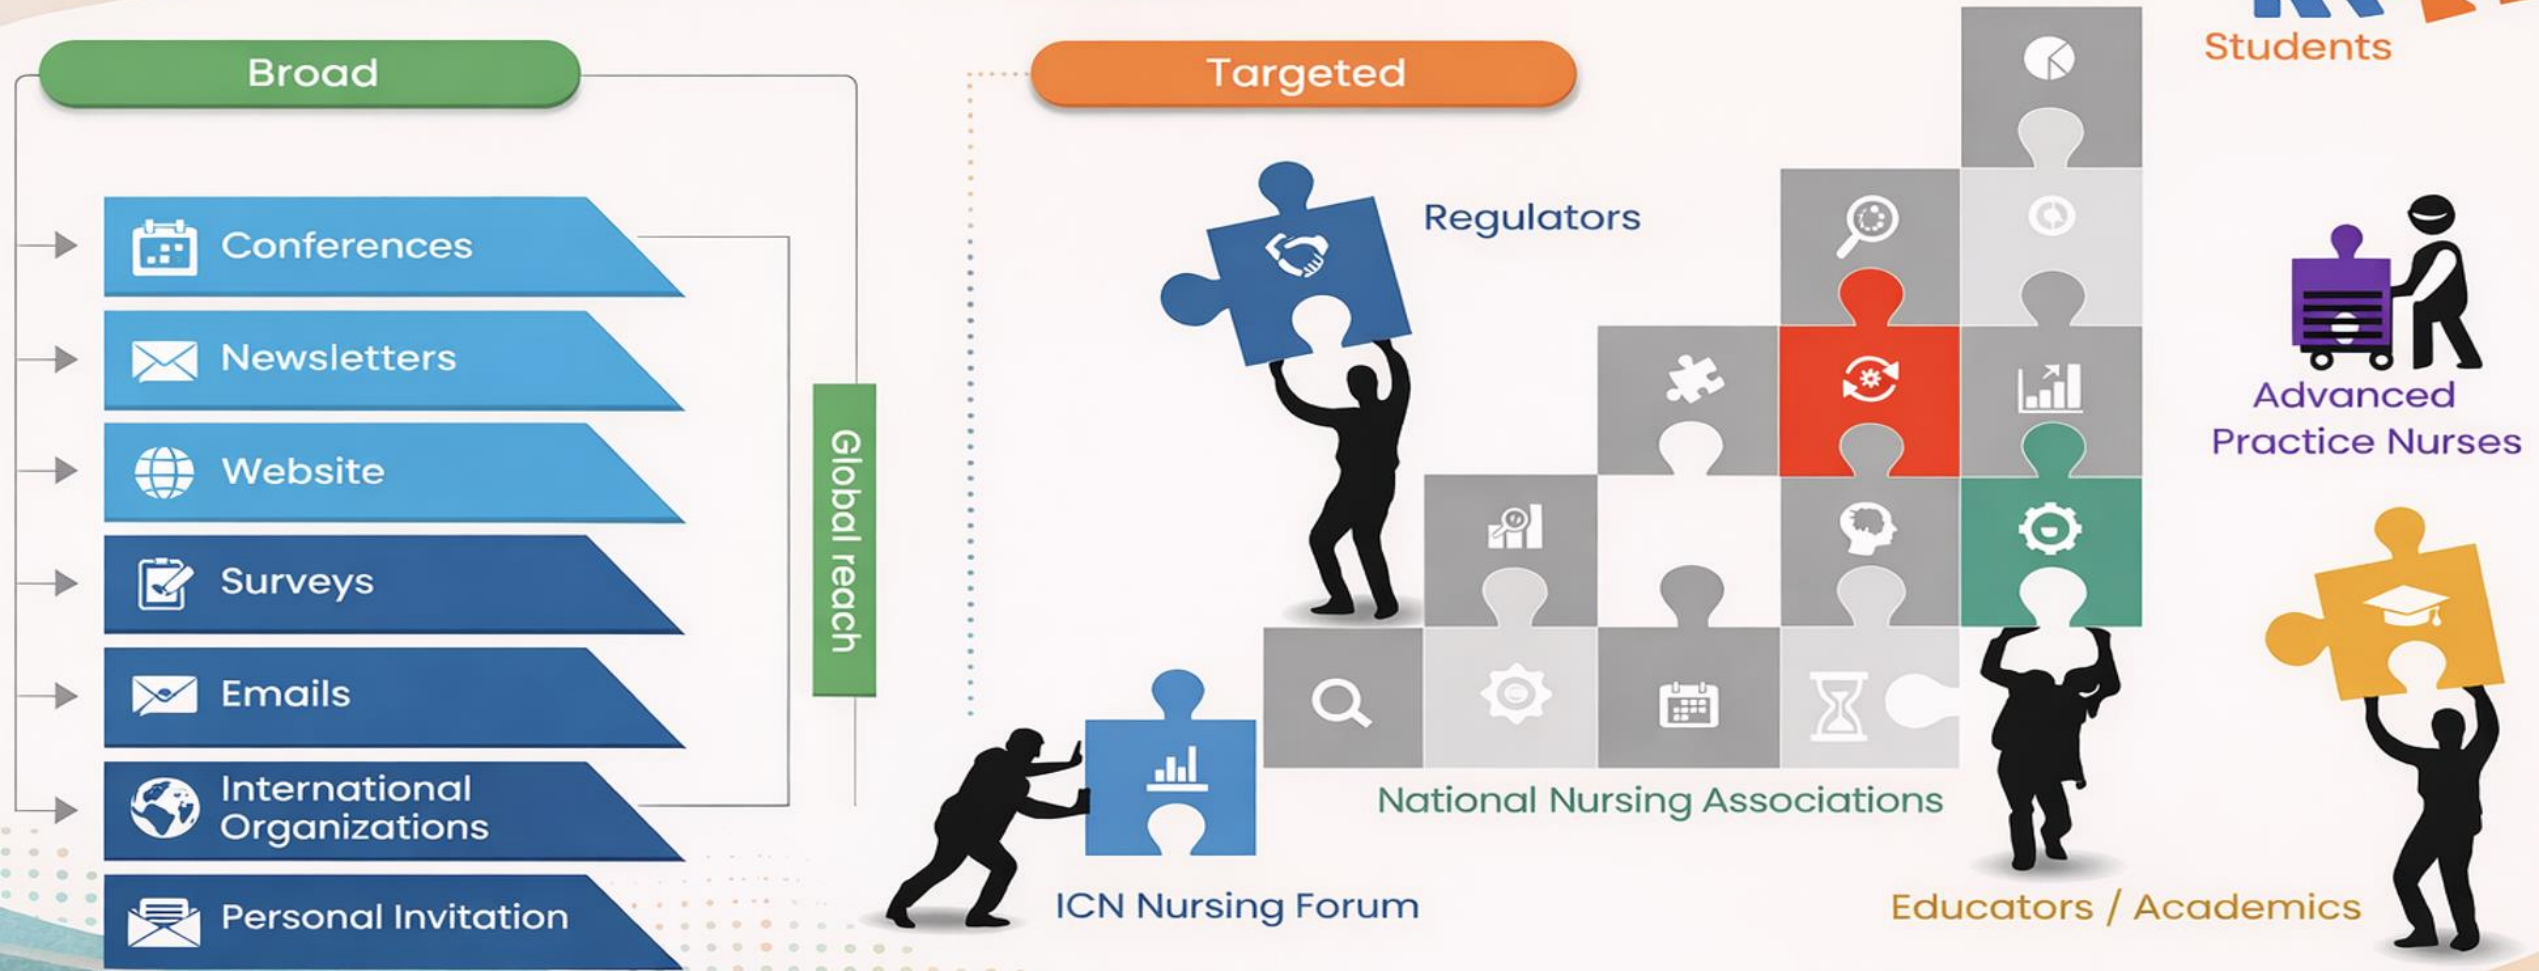 Broad
Conferences
Newsletters
Website
Surveys
Emails
International
Organizations
Personal Invitation
Global reach
Targeted
Regulators
Students
Advanced
Practice Nurses
National Nursing Associations
ICN Nursing Forum
Educators / Academics